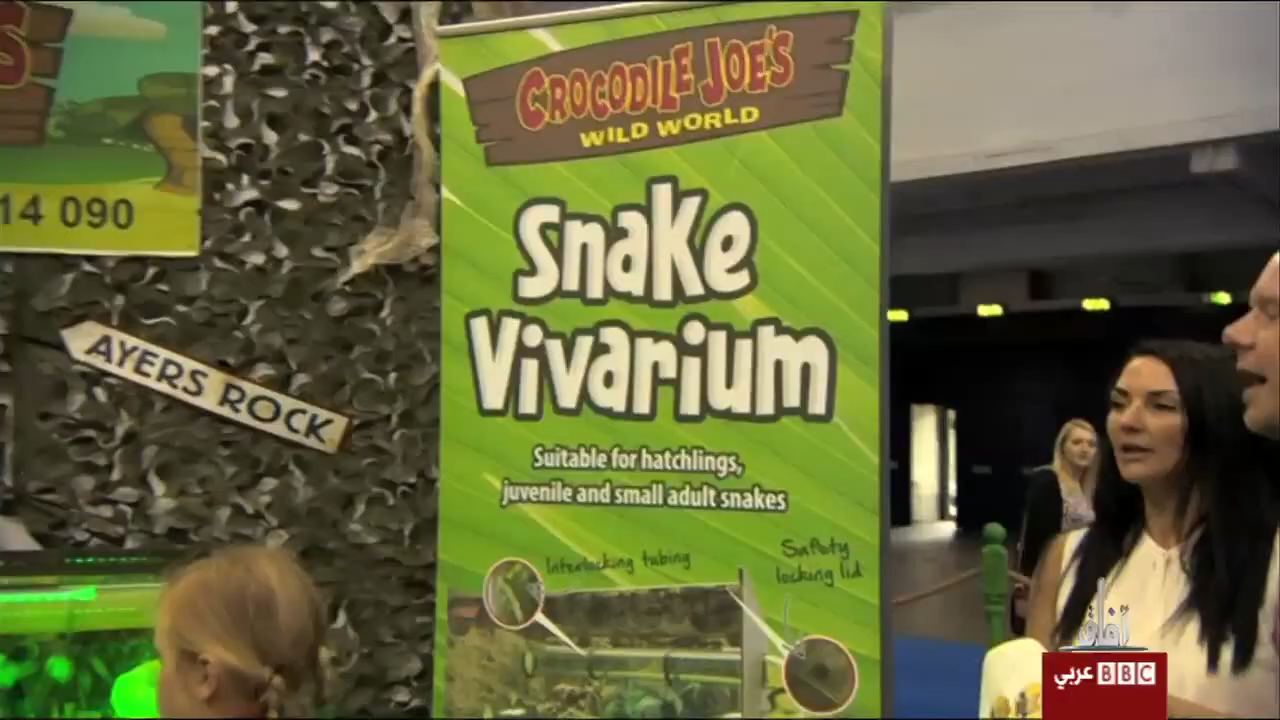 CROCODILE JOE'S
WILD WORLD
Snake
Vivarium
Suitable for hatchlings,
juvenile and small adult snakes
Interlocking tubing
Safety
locking lid
14 090
AYERS ROCK
آفاق
عربي BBC